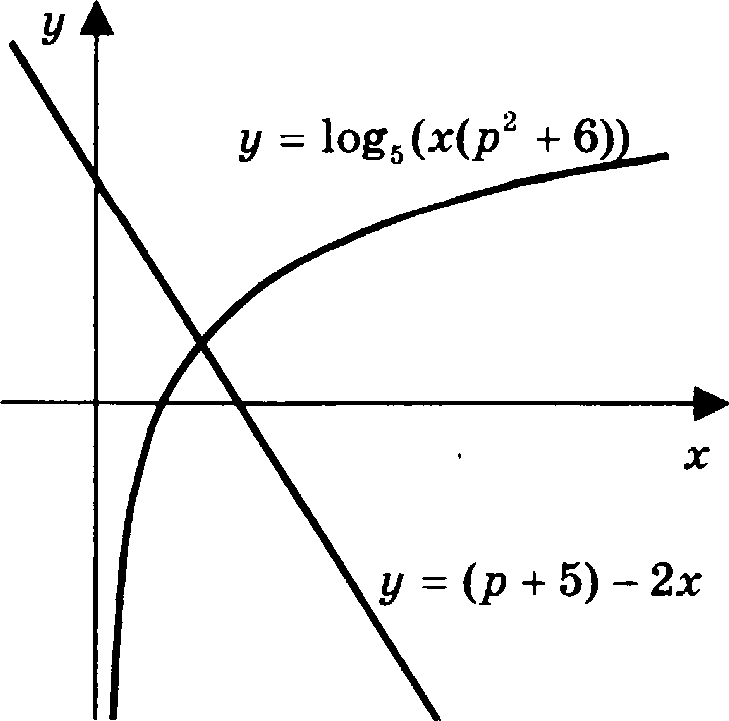 y
y = log₅(x(p² + 6))
x
y = (p + 5) − 2x